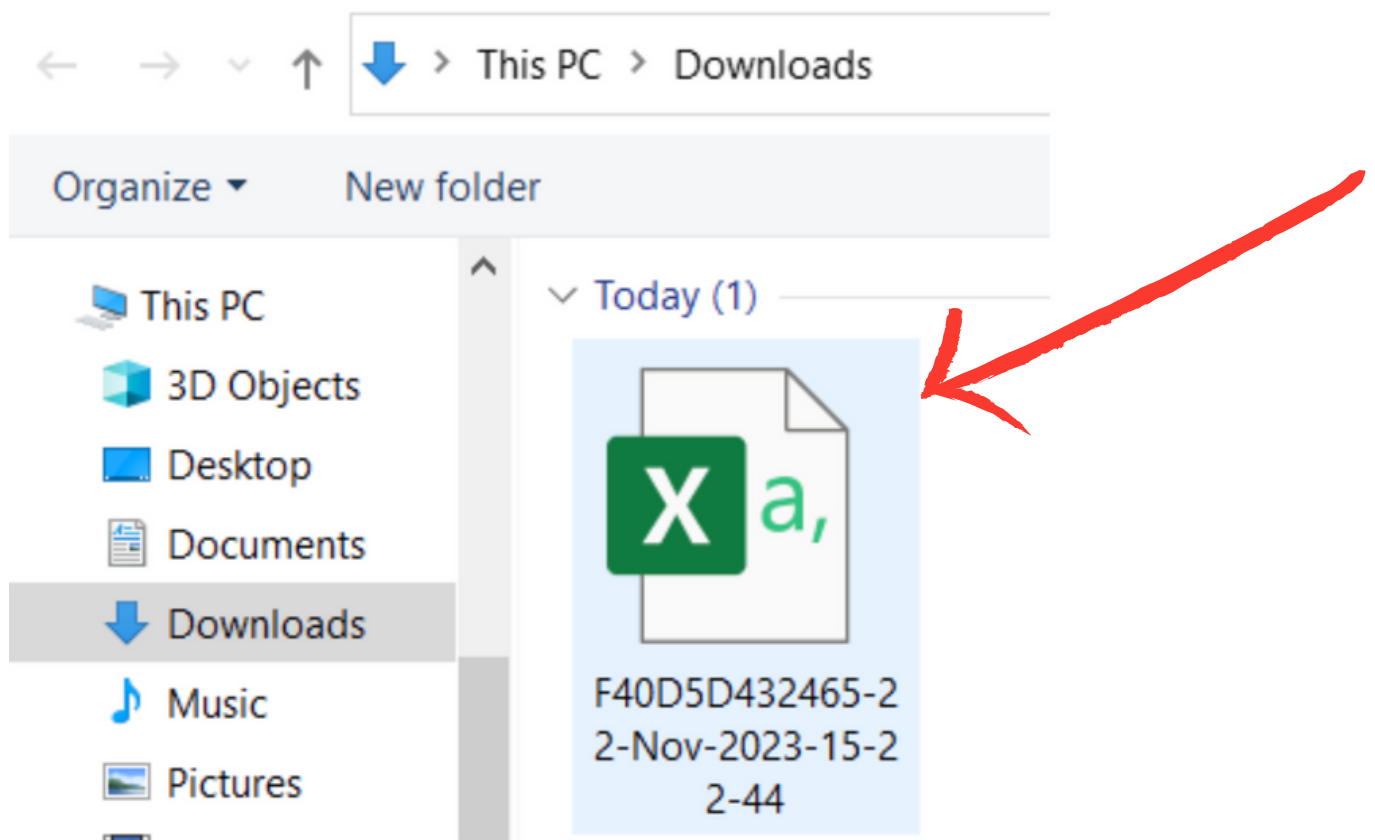 This PC > Downloads
Organize New folder
This PC
3D Objects
Desktop
Documents
Downloads
Music
Pictures
Today (1)
X a,
F40D5D432465-2
2-Nov-2023-15-2
2-44